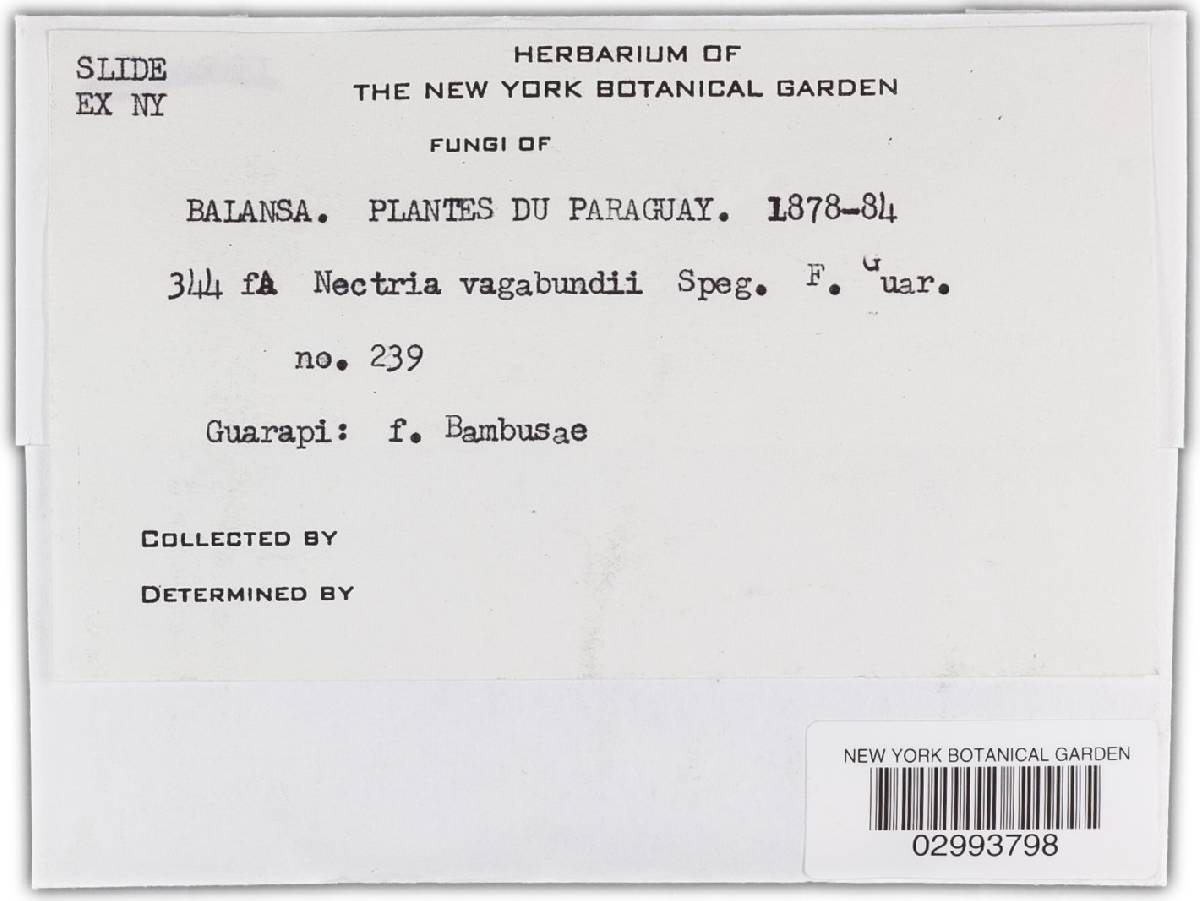 SLIDE
EX NY
HERBARIUM OF
THE NEW YORK BOTANICAL GARDEN
FUNGI OF
BALANSA. PLANTES DU PARAGUAY. 1878-84
344 fA Nectria vagabundii Speg. F. Guar.
no. 239
Guarapi: f. Bambusae
COLLECTED BY
DETERMINED BY
NEW YORK BOTANICAL GARDEN
02993798